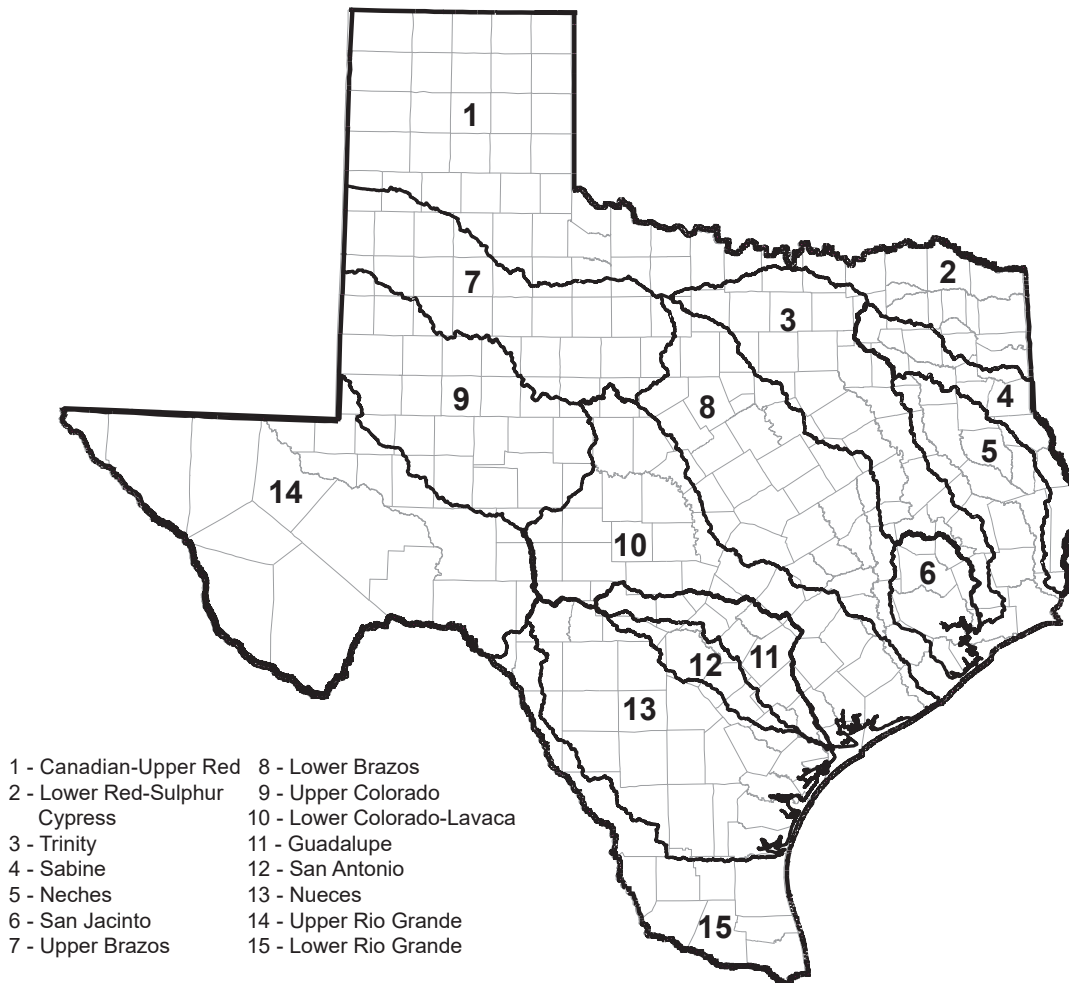 1
2
7
3
9
8
4
5
14
10
6
12
11
13
15
1 - Canadian-Upper Red
2 - Lower Red-Sulphur
Cypress
3 - Trinity
4 - Sabine
5 - Neches
6 - San Jacinto
7 - Upper Brazos
8 - Lower Brazos
9 - Upper Colorado
10 - Lower Colorado-Lavaca
11 - Guadalupe
12 - San Antonio
13 - Nueces
14 - Upper Rio Grande
15 - Lower Rio Grande